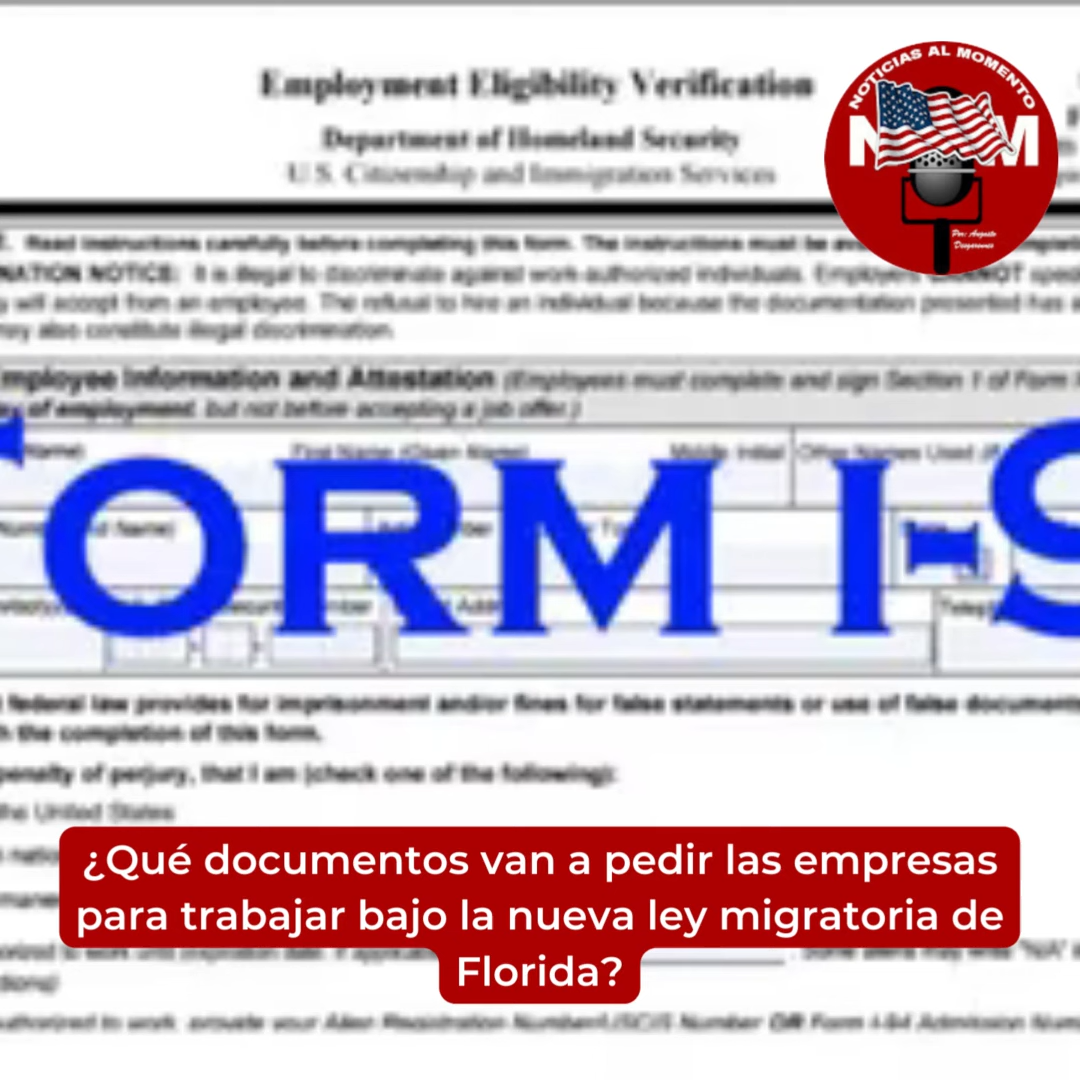 Employment Eligibility Verification
Department of Homeland Security
U.S. Citizenship and Immigration Services
NOTICIAS AL MOMENTO
N M
Por: Augusto
Read instructions carefully before completing this form. The instructions must be
NATION NOTICE: It is illegal to discriminate against work-authorized individuals.
will accept from an employee. The refusal to hire an individual because the documentation presented has
may also constitute illegal discrimination.
Employee Information and Attestation (Employees must complete and sign Section 1 of Form
of employment, but not before accepting a job offer.)
Name) First Name (Given Name) Middle Initial Other Names Used
FORM I-
federal law provides for imprisonment and/or fines for false statements or use of false documents
the completion of this form.
penalty of perjury, that I am (check one of the following):
the United States
¿Qué documentos van a pedir las empresas
para trabajar bajo la nueva ley migratoria de
Florida?
authorized to work, provide your Alien Registration Number/USCIS Number OR Form I-94 Admission